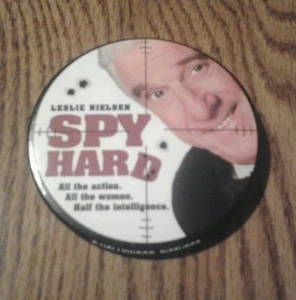 LESLIE NIELSEN
SPY
HARD
All the action.
All the women.
Half the intelligence.